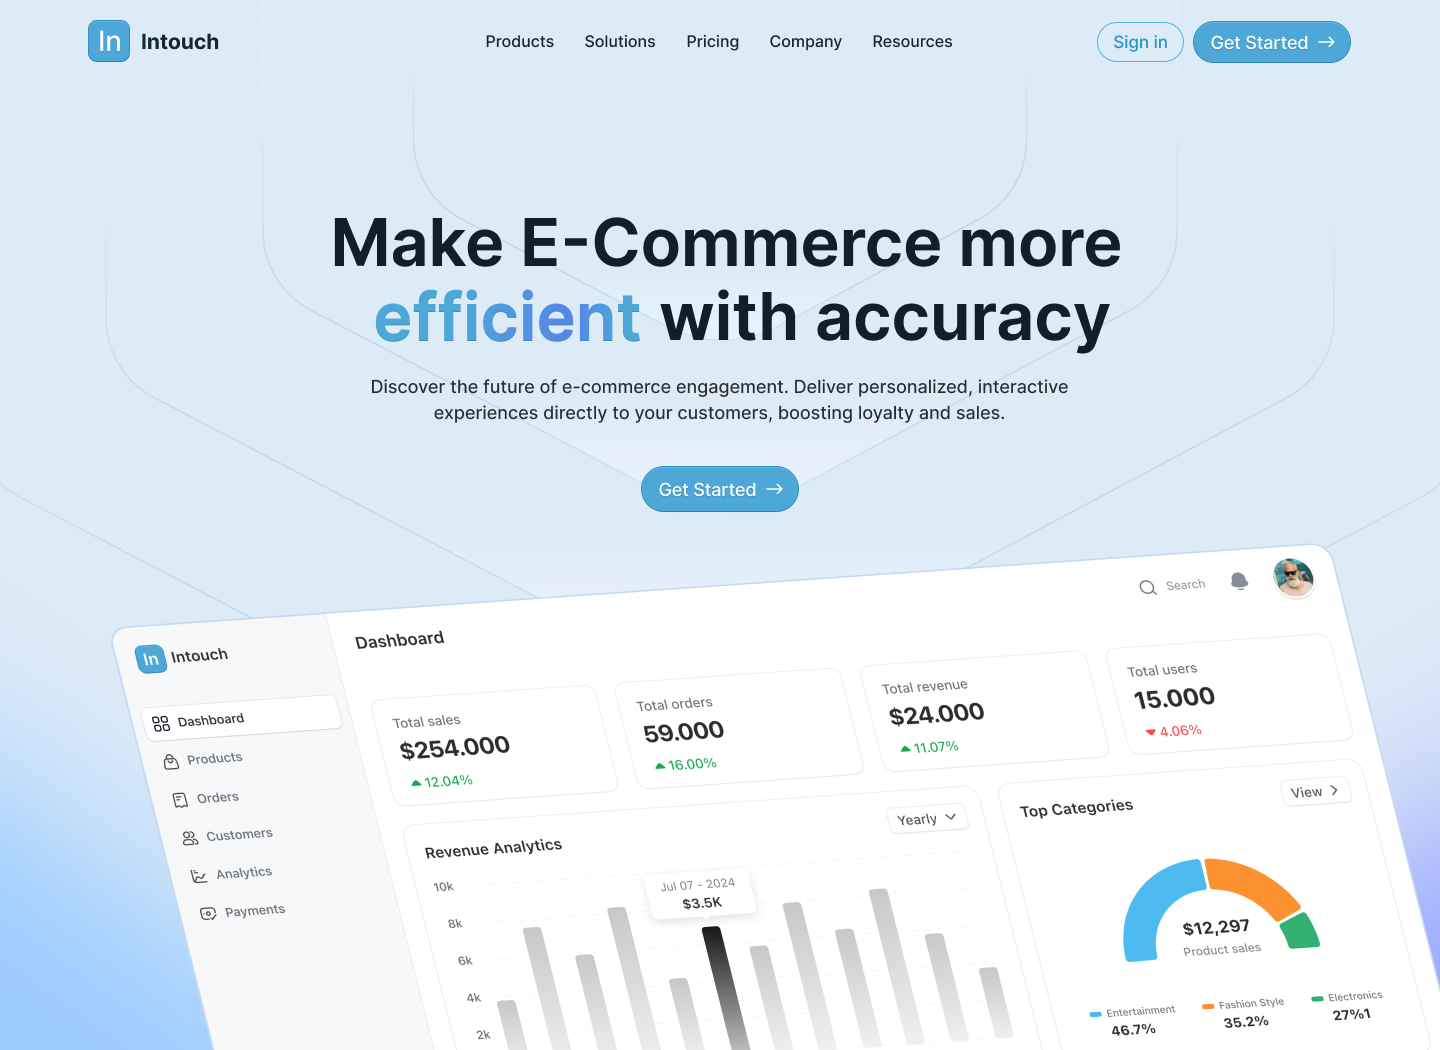 In Intouch
Products Solutions Pricing Company Resources
Sign in
Get Started →
Make E-Commerce more
efficient with accuracy
Discover the future of e-commerce engagement. Deliver personalized, interactive
experiences directly to your customers, boosting loyalty and sales.
Get Started →
In Intouch
Dashboard
Products
Orders
Customers
Analytics
Payments
Dashboard
Search
Total sales
$254.000
12.04%
Total orders
59.000
16.00%
Total revenue
$24.000
11.07%
Total users
15.000
4.06%
Revenue Analytics
Yearly
10k
8k
6k
4k
2k
Jul 07 - 2024
$3.5K
Top Categories
View
$12,297
Product sales
Entertainment
46.7%
Fashion Style
35.2%
Electronics
27%1